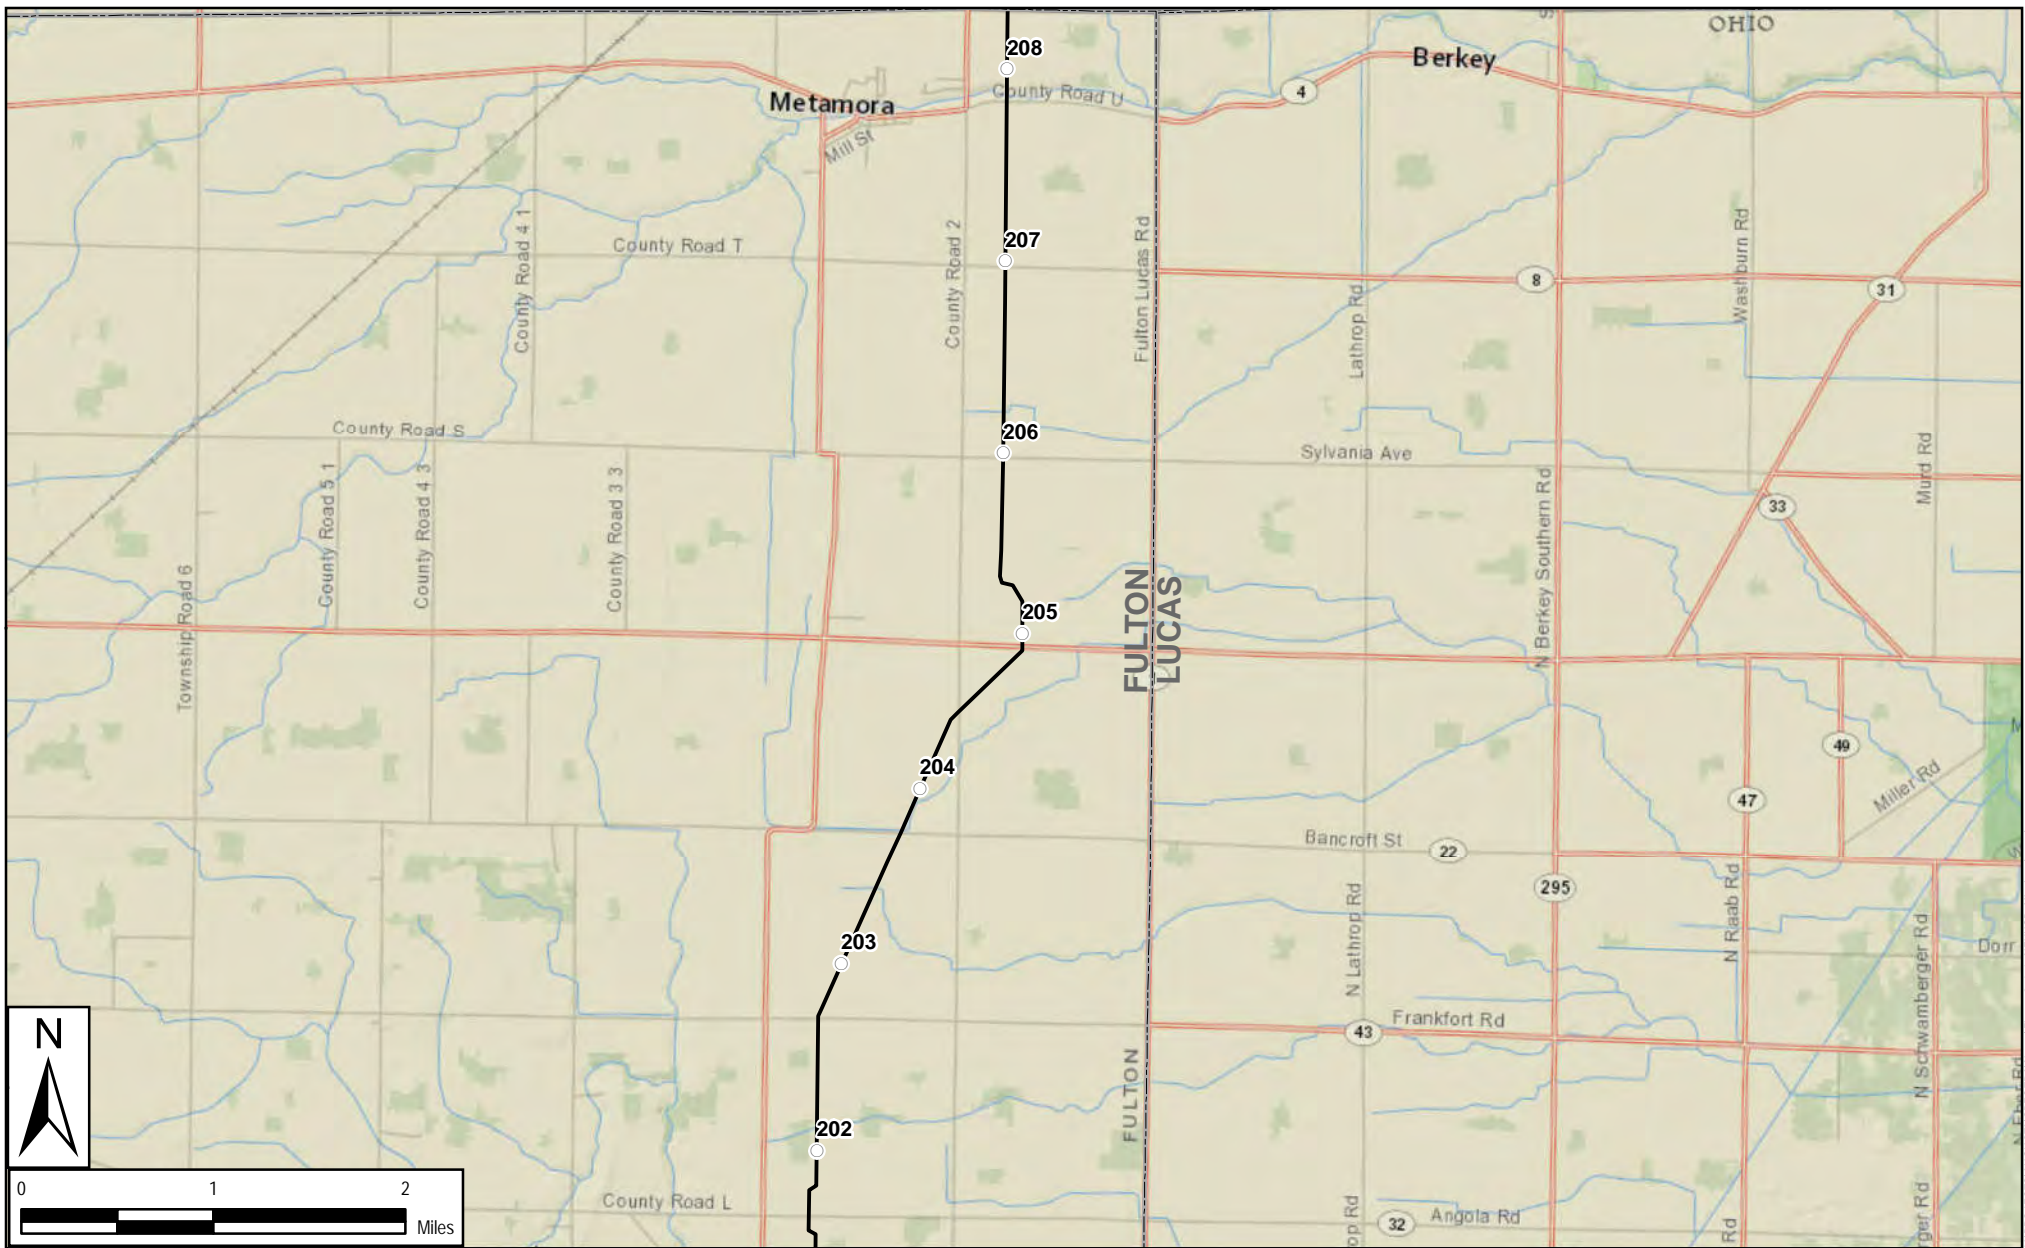 OHIO
208
Berkey
4
County Road U
Metamora
Mill St
County Road 4 1
County Road T
207
County Road 2
Fulton Lucas Rd
8
Washburn Rd
31
Lathrop Rd
County Road S
206
Sylvania Ave
Murd Rd
N Berkey Southern Rd
33
County Road 5 1
County Road 4 3
County Road 3 3
Township Road 6
205
FULTON
LUCAS
204
49
47
Miller Rd
Bancroft St
22
295
N Lathrop Rd
N Raab Rd
N Schwamberger Rd
Dorr
203
N
43
Frankfort Rd
FULTON
202
County Road L
32
Angola Rd
Rd
0
1
2
Miles